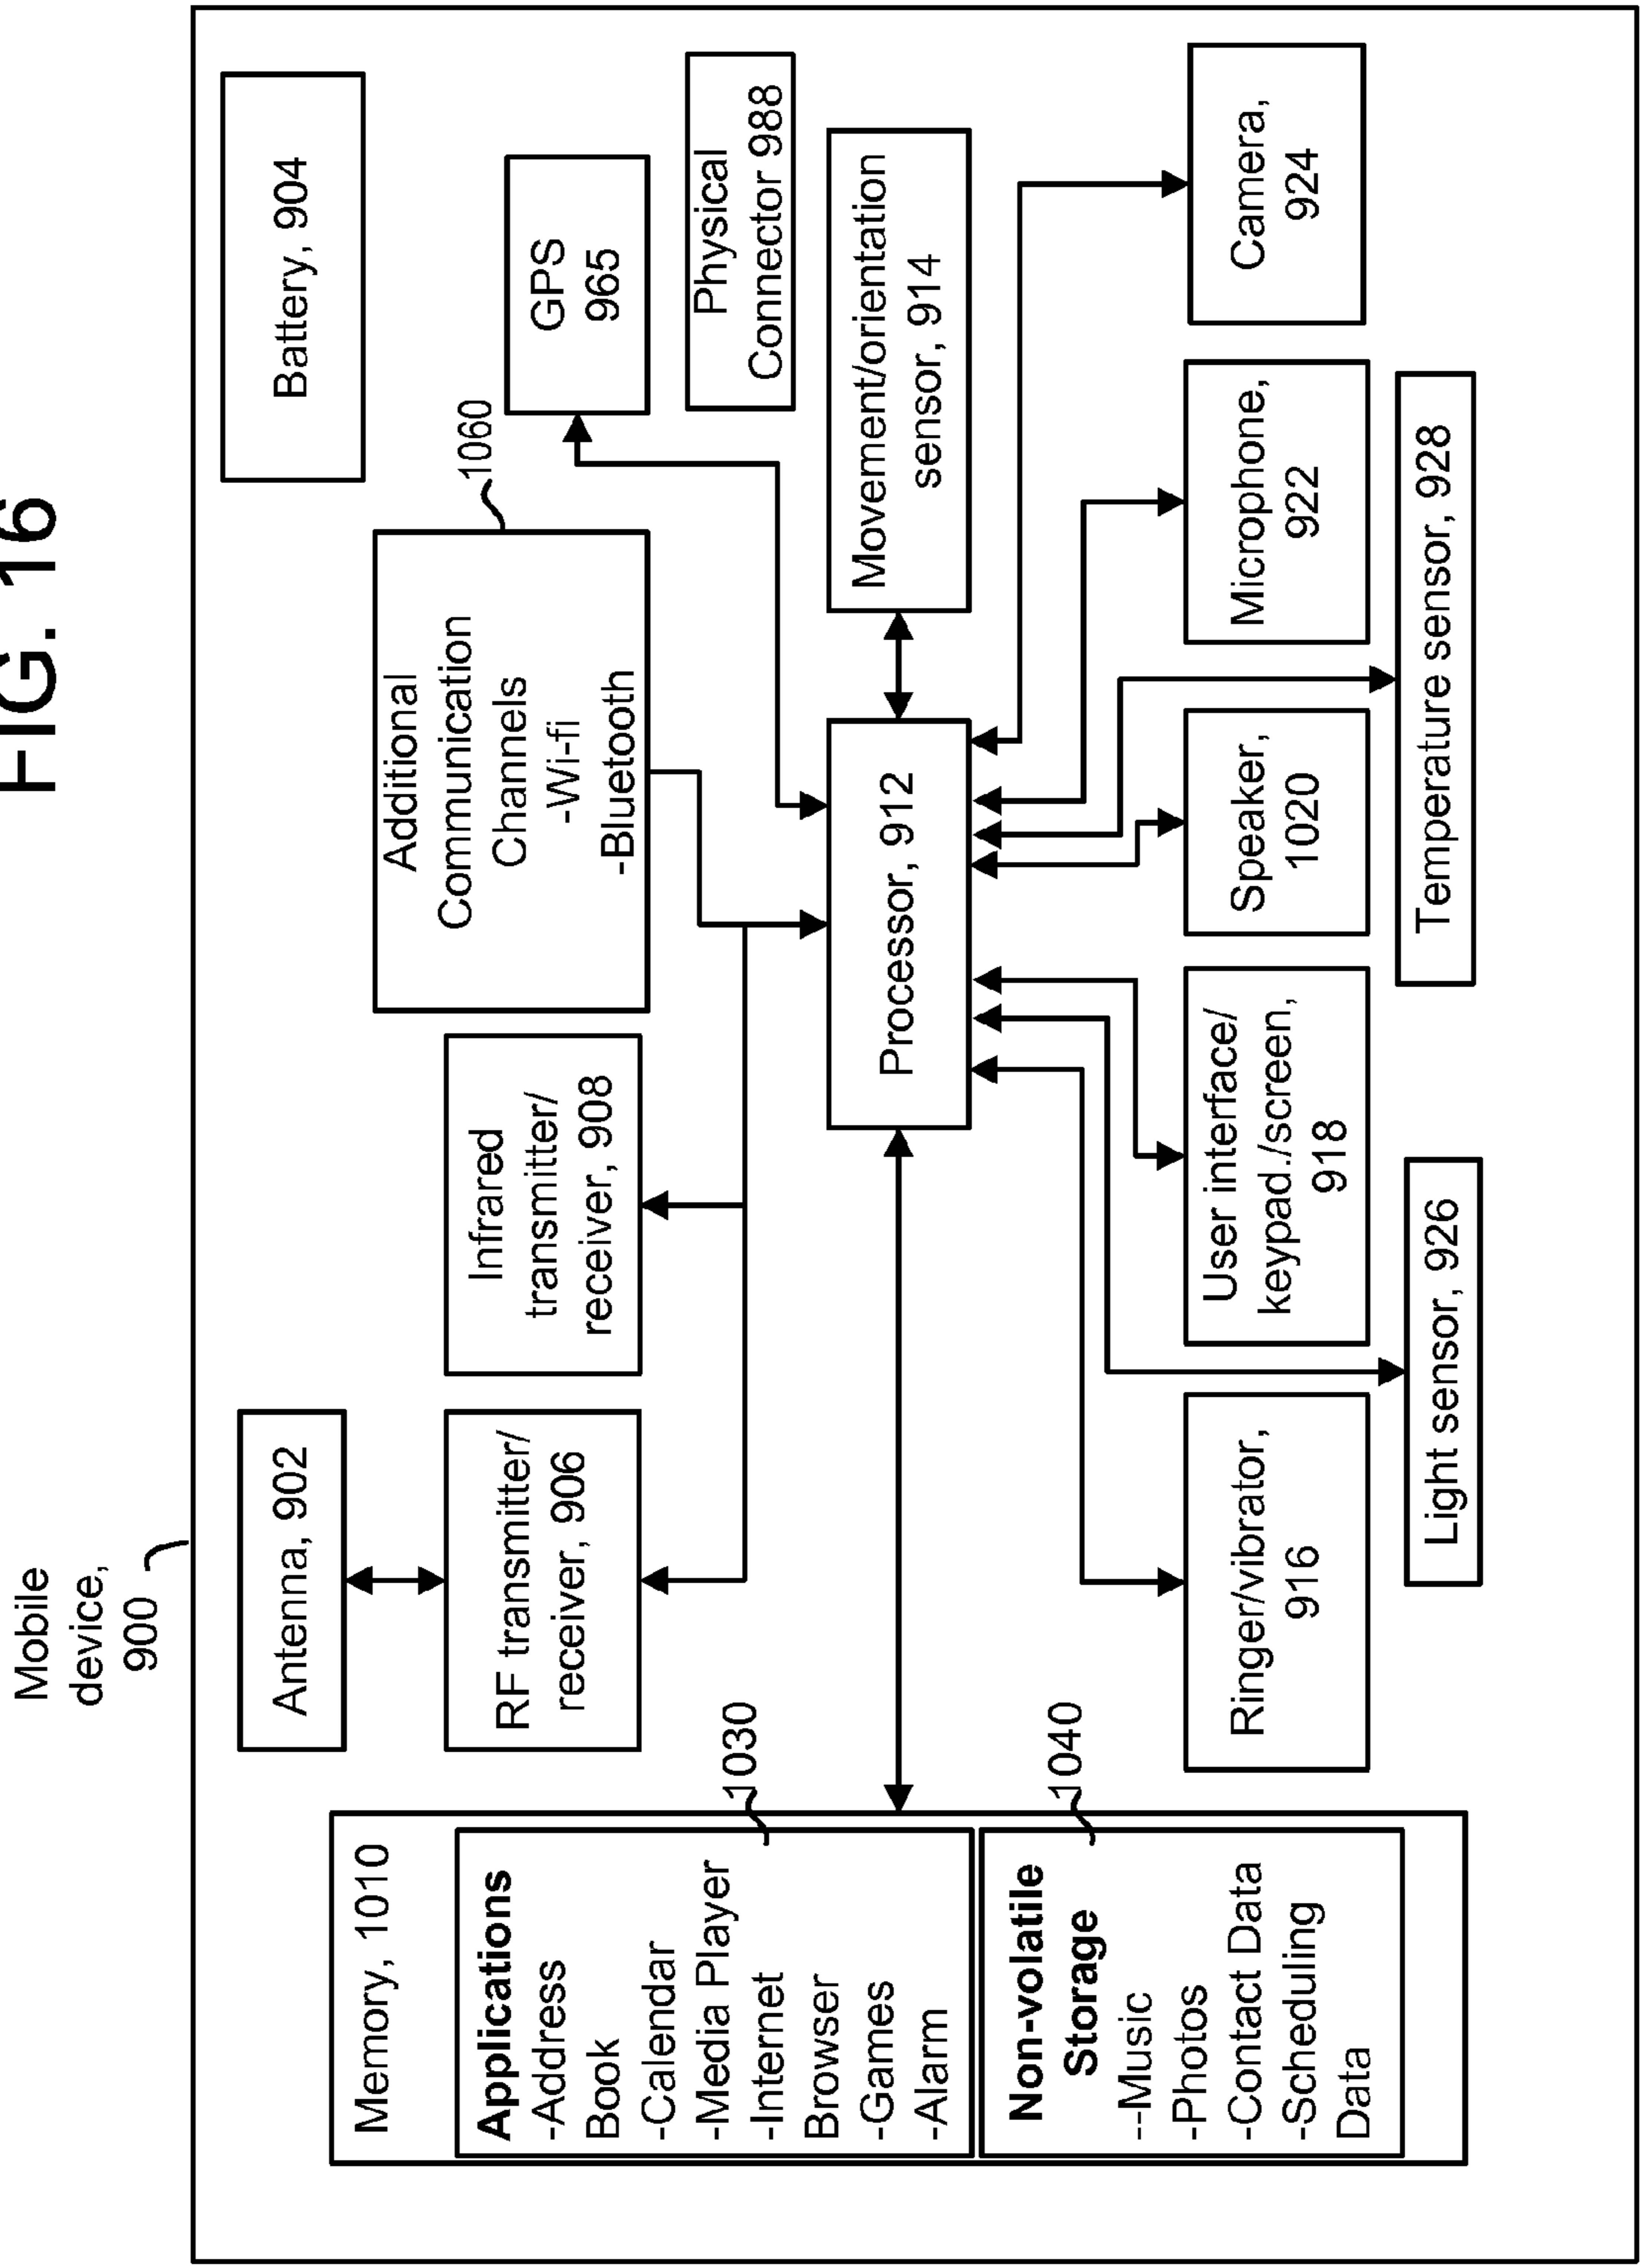 FIG. 16
Mobile
device,
900
Memory, 1010
Applications
-Address
Book
-Calendar
-Media Player
-Internet
Browser
-Games
-Alarm
1030
Non-volatile
Storage
--Music
-Photos
-Contact Data
-Scheduling
Data
1040
Antenna, 902
RF transmitter/
receiver, 906
Infrared
transmitter/
receiver, 908
Additional
Communication
Channels
-Wi-fi
-Bluetooth
1060
Battery, 904
GPS
965
Physical
Connector 988
Processor, 912
Movement/orientation
sensor, 914
Ringer/vibrator,
916
User interface/
keypad./screen,
918
Speaker,
1020
Microphone,
922
Camera,
924
Light sensor, 926
Temperature sensor, 928